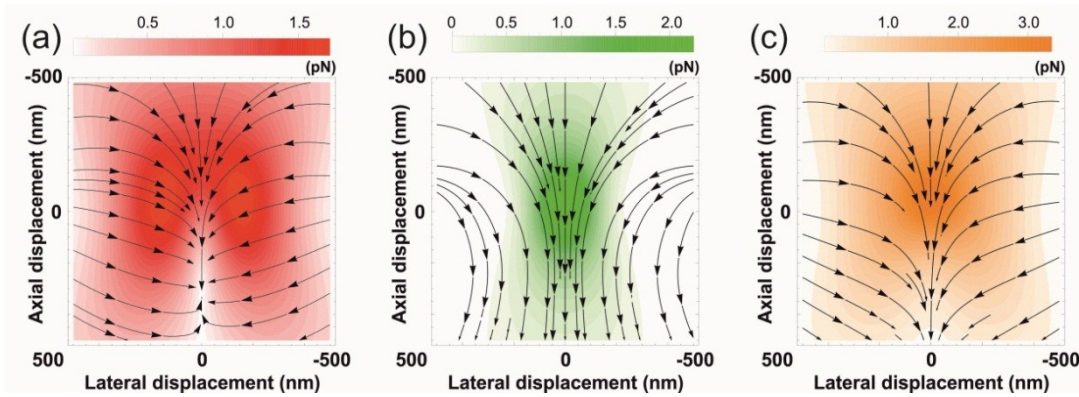 (a)
0.5 1.0 1.5
(pN)
-500
0
500
Axial displacement (nm)
0 -500
Lateral displacement (nm)
(b)
0 0.5 1.0 1.5 2.0
(pN)
-500
0
500
Axial displacement (nm)
0 -500
Lateral displacement (nm)
(c)
1.0 2.0 3.0
(pN)
-500
0
500
Axial displacement (nm)
0 -500
Lateral displacement (nm)